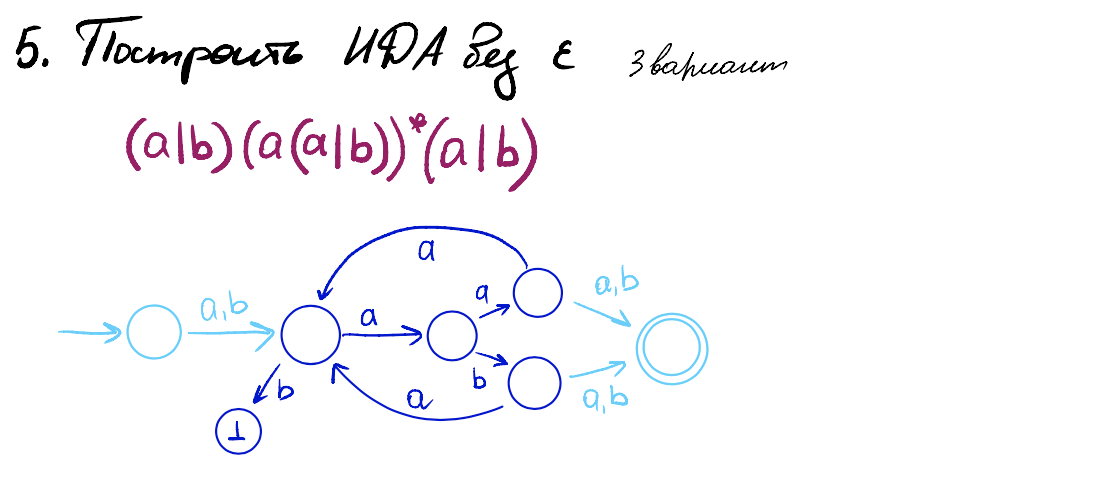 5. Построить НДА без ε 3 вариант
(a|b)(a(a|b))*(a|b)
a
a,b a a a,b
b b a a,b
⊥